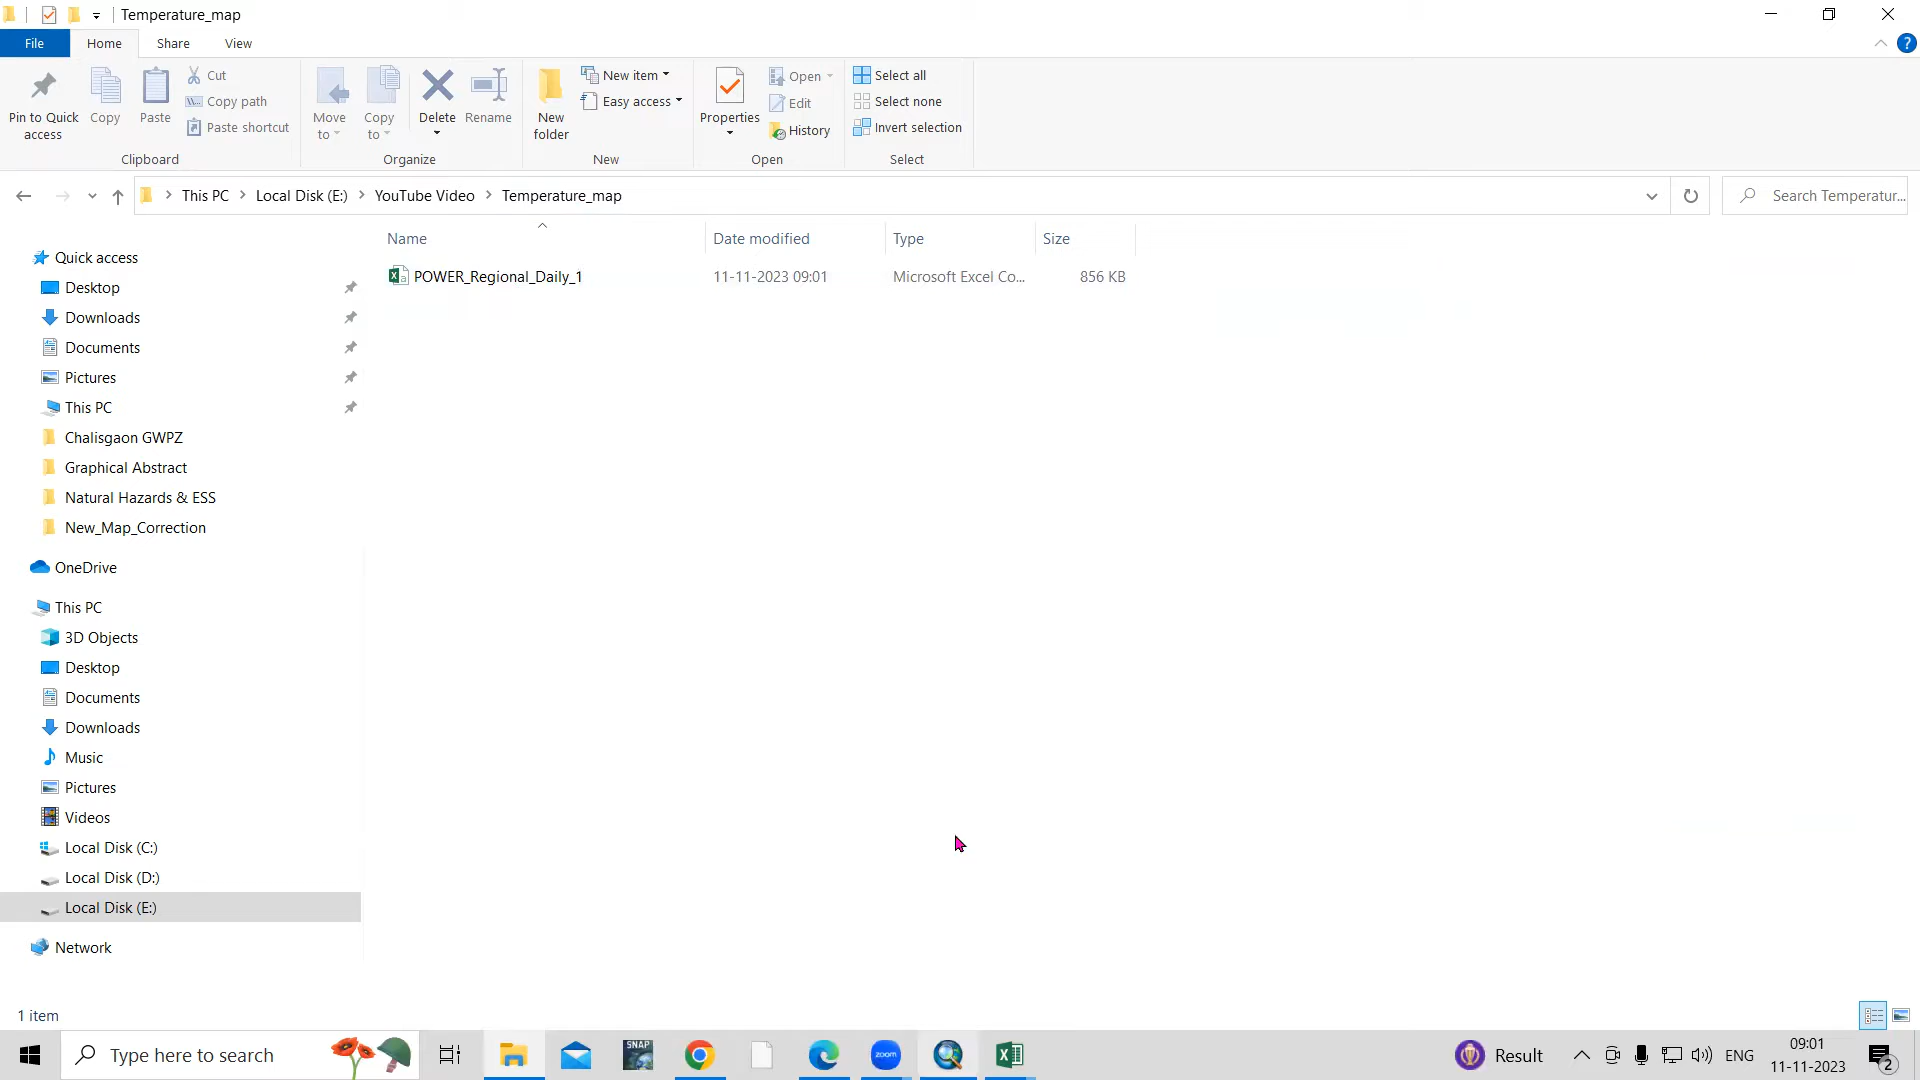 Temperature_map
File Home Share View
Pin to Quick access
Copy
Paste
Cut
Copy path
Paste shortcut
Clipboard
Move to
Copy to
Delete
Rename
Organize
New folder
New item
Easy access
New
Properties
Open
Edit
History
Open
Select all
Select none
Invert selection
Select
This PC > Local Disk (E:) > YouTube Video > Temperature_map
Search Temperatur...
Name Date modified Type Size
POWER_Regional_Daily_1 11-11-2023 09:01 Microsoft Excel Co... 856 KB
Quick access
Desktop
Downloads
Documents
Pictures
This PC
Chalisgaon GWPZ
Graphical Abstract
Natural Hazards & ESS
New_Map_Correction
OneDrive
This PC
3D Objects
Desktop
Documents
Downloads
Music
Pictures
Videos
Local Disk (C:)
Local Disk (D:)
Local Disk (E:)
Network
1 item
Type here to search
SNAP
zoom
Result
ENG
09:01
11-11-2023
2